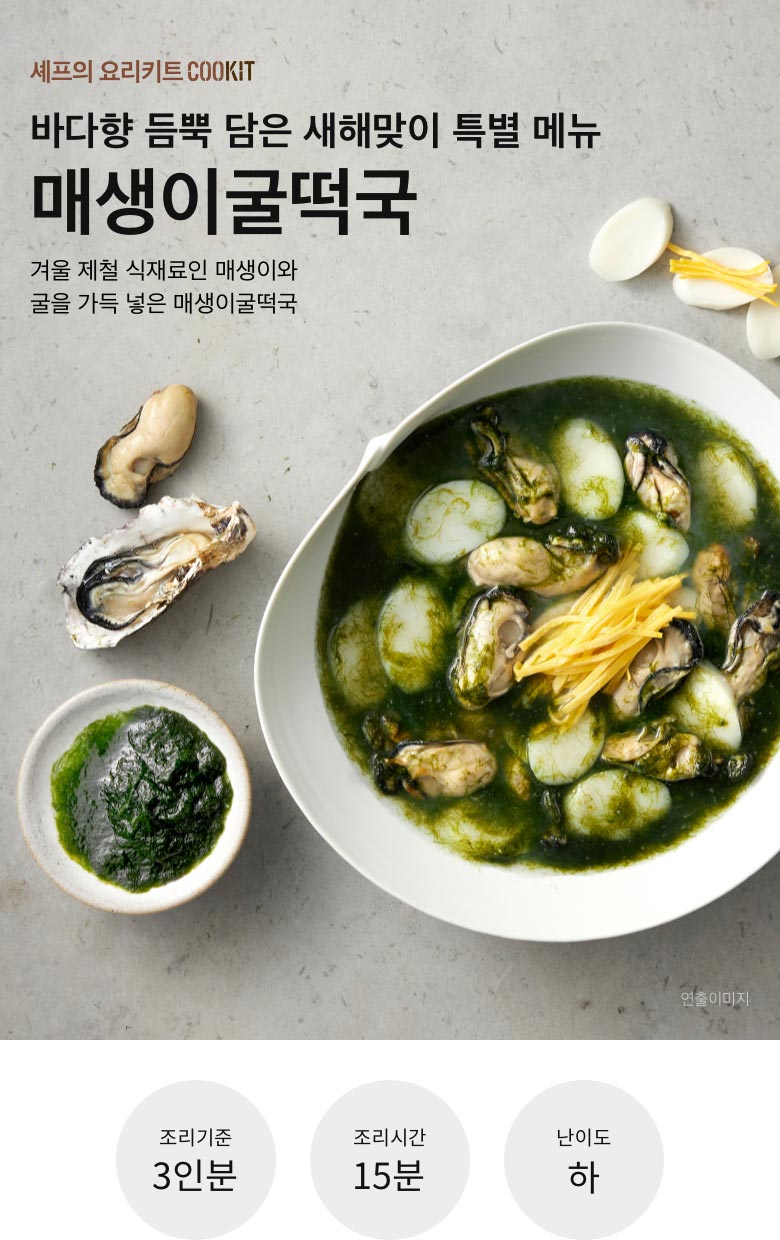 셰프의 요리키트 COOKIT
바다향 듬뿍 담은 새해맞이 특별 메뉴
매생이굴떡국
겨울 제철 식재료인 매생이와
굴을 가득 넣은 매생이굴떡국
연출이미지
조리기준
3인분
조리시간
15분
난이도
하